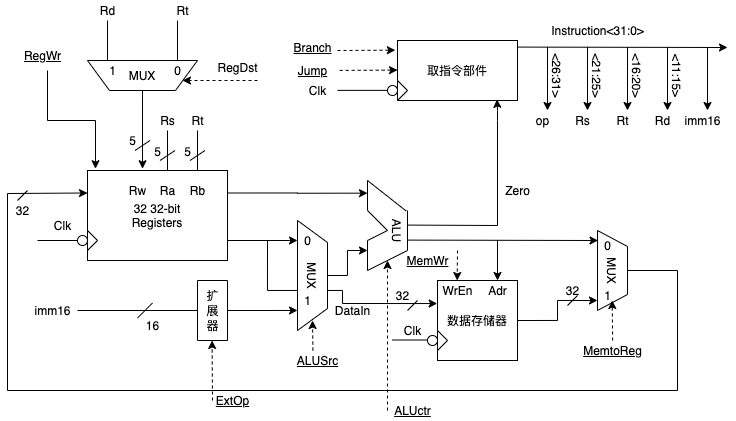 Rd
Rt
Instruction<31:0>
RegWr
1
MUX
0
RegDst
Branch
Jump
Clk
取指令部件
<26:31>
<21:25>
<16:20>
<11:15>
op
Rs
Rt
Rd
imm16
Rs
Rt
5
5
5
Rw
Ra
Rb
32 32-bit
Registers
32
Clk
Zero
ALU
0
MUX
1
MemWr
0
MUX
1
32
WrEn
Adr
数据存储器
imm16
16
扩展器
DataIn
32
Clk
ALUSrc
MemtoReg
ExtOp
ALUctr